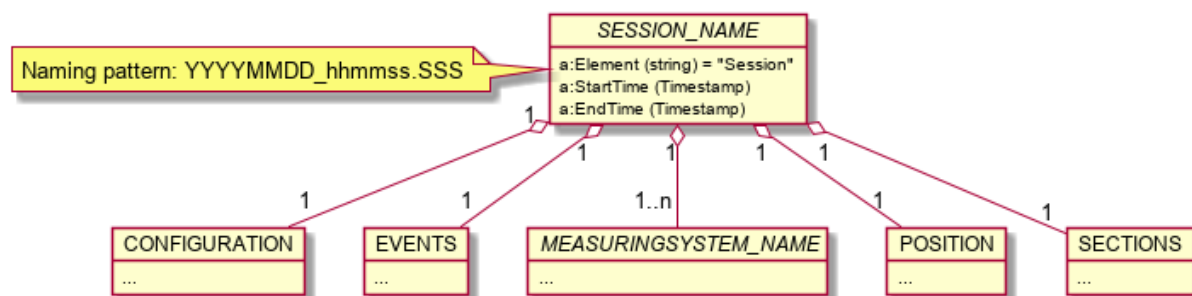 SESSION_NAME
Naming pattern: YYYYMMDD_hhmmss.SSS
a:Element (string) = "Session"
a:StartTime (Timestamp)
a:EndTime (Timestamp)
1
1
1
1
1
1
1
1..n
1
1
CONFIGURATION
...
EVENTS
...
MEASURINGSYSTEM_NAME
...
POSITION
...
SECTIONS
...